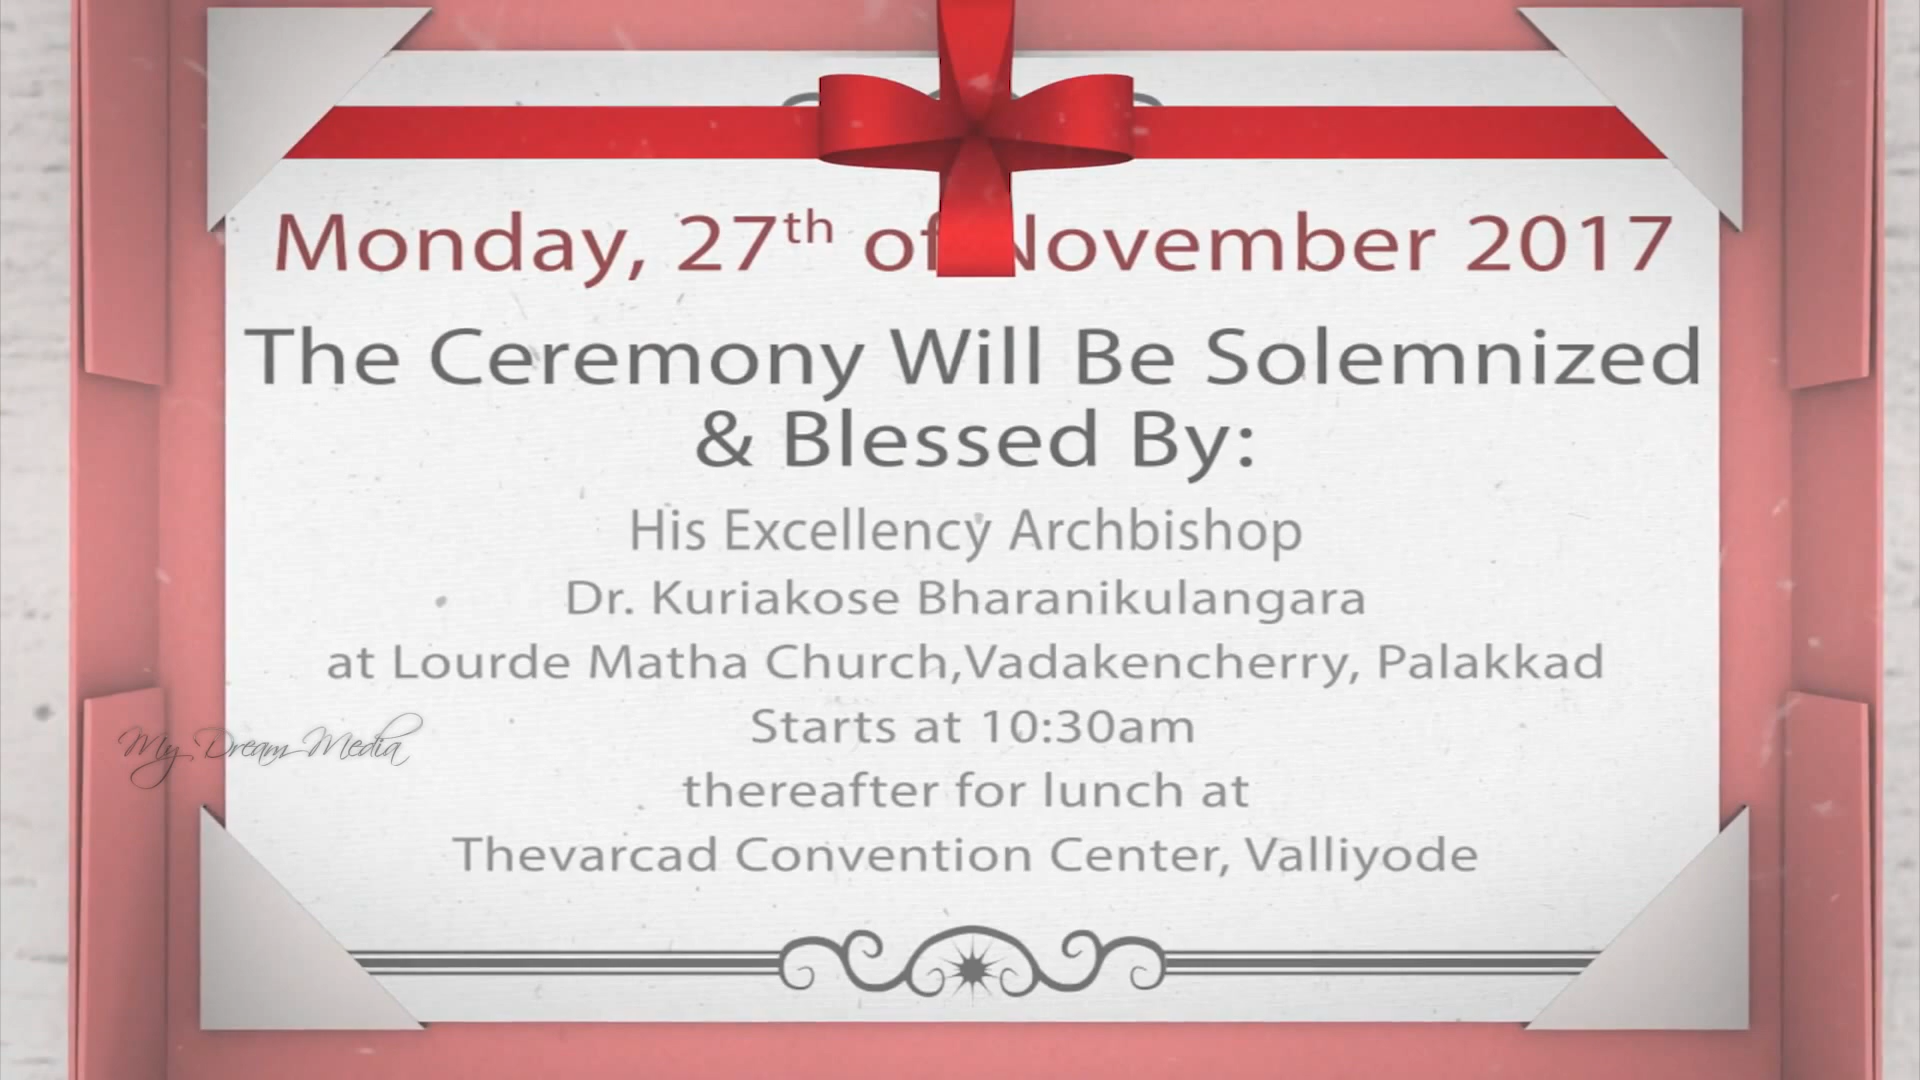 Monday, 27th of November 2017
The Ceremony Will Be Solemnized
& Blessed By:
His Excellency Archbishop
Dr. Kuriakose Bharanikulangara
at Lourde Matha Church,Vadakencherry, Palakkad
Starts at 10:30am
My Dream Media
thereafter for lunch at
Thevarcad Convention Center, Valliyode